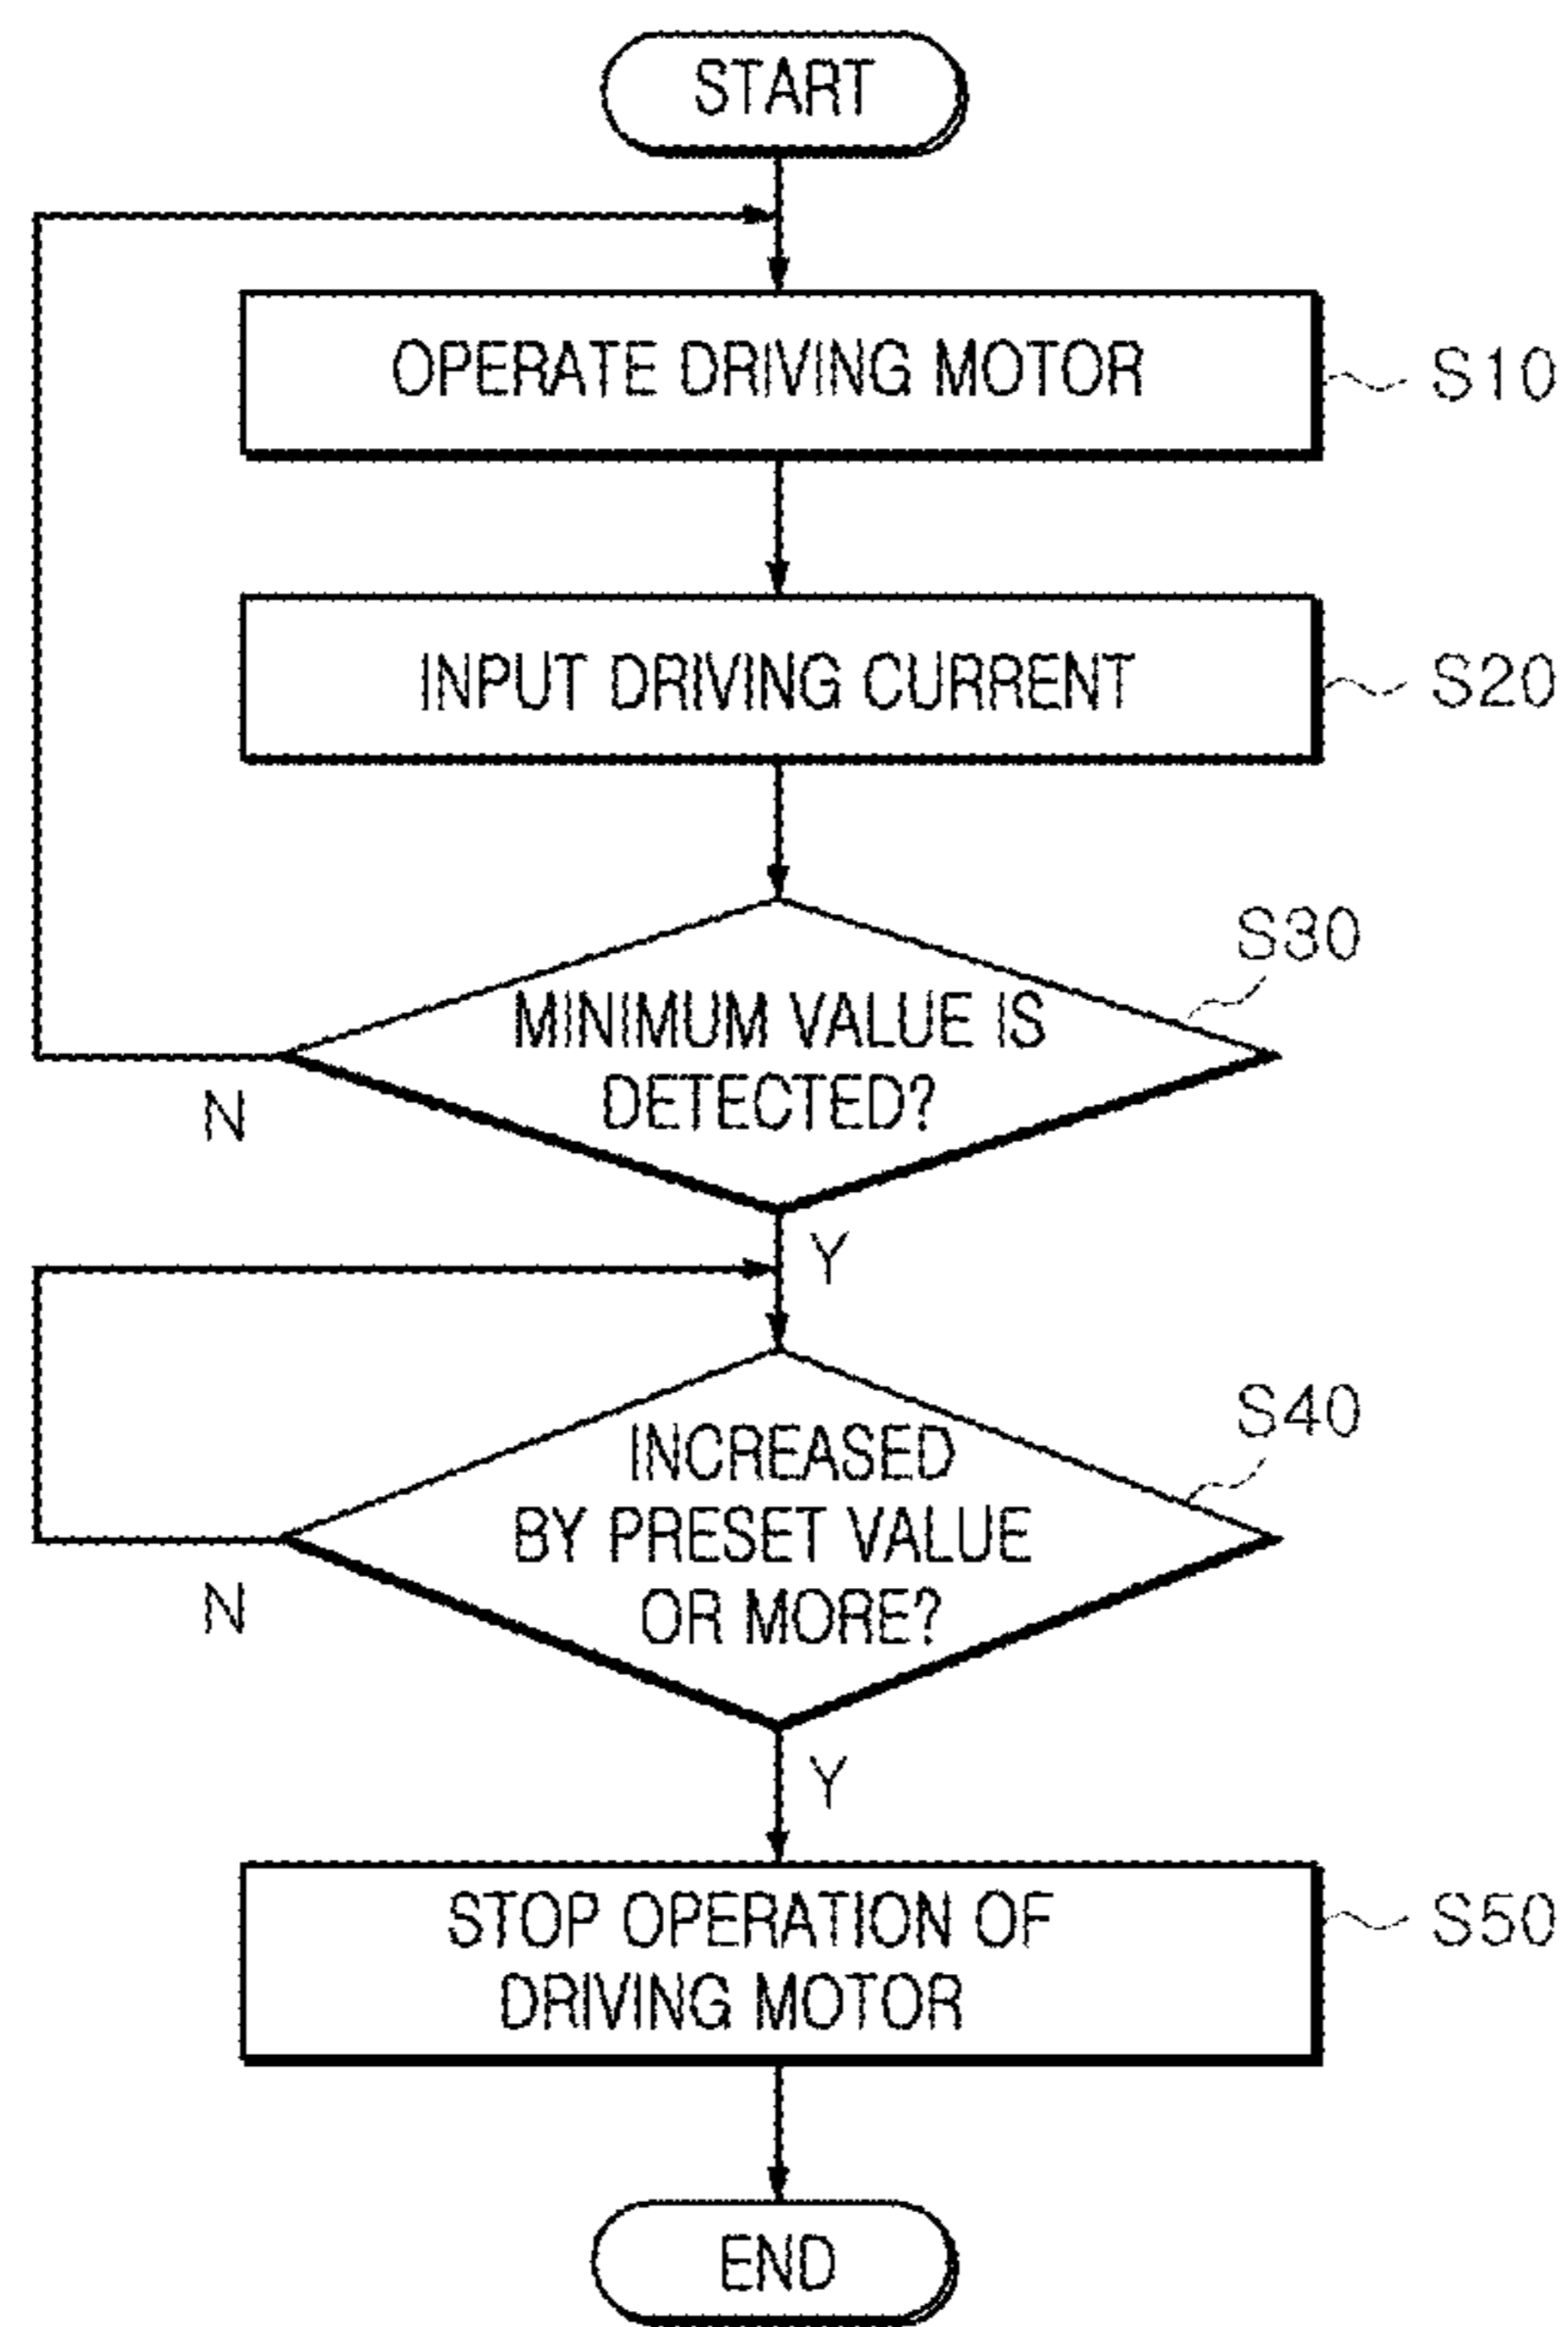 START
OPERATE DRIVING MOTOR
S10
INPUT DRIVING CURRENT
S20
S30
MINIMUM VALUE IS
DETECTED?
N
Y
S40
INCREASED
BY PRESET VALUE
OR MORE?
N
Y
STOP OPERATION OF
DRIVING MOTOR
S50
END